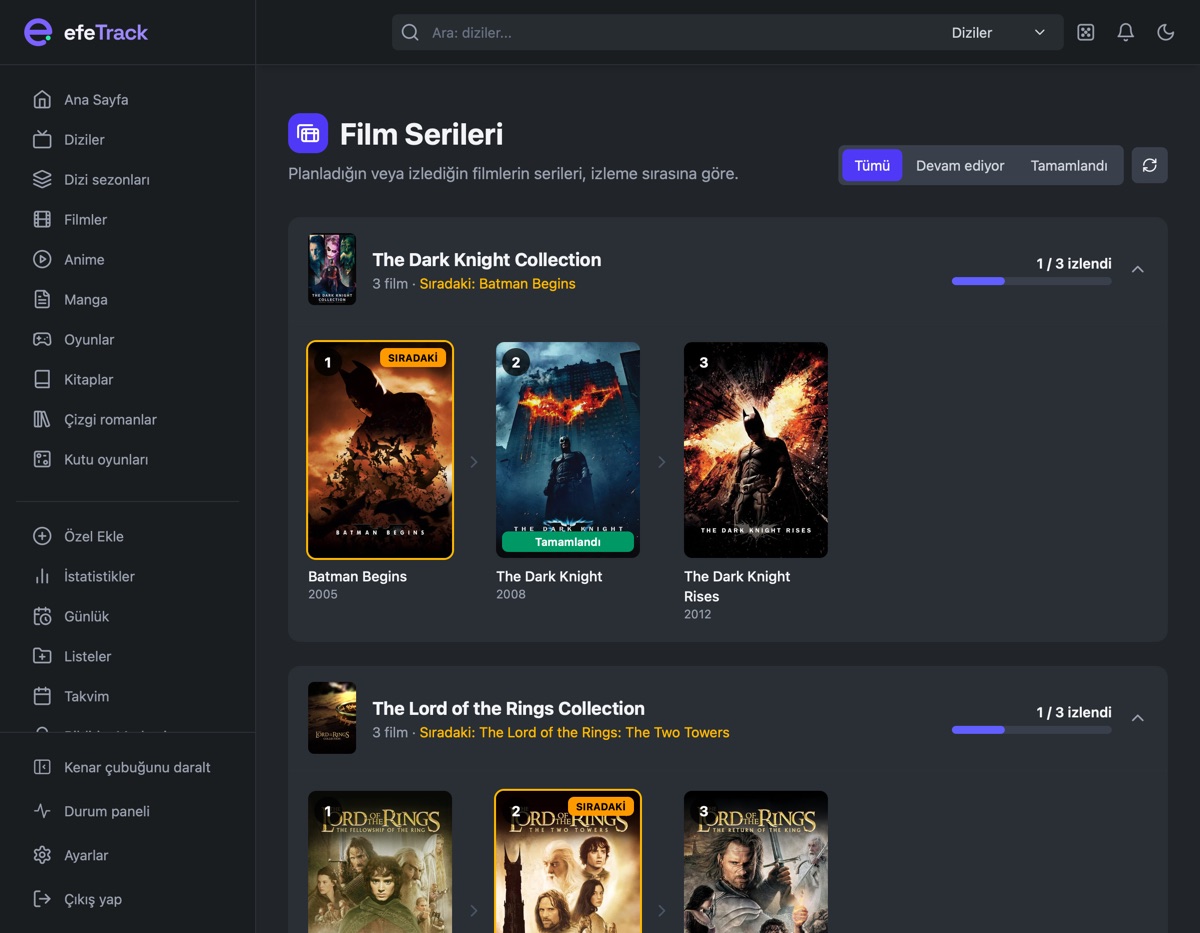 efeTrack
Ara: diziler...
Diziler
Ana Sayfa
Diziler
Dizi sezonları
Filmler
Anime
Manga
Oyunlar
Kitaplar
Çizgi romanlar
Kutu oyunları
Özel Ekle
İstatistikler
Günlük
Listeler
Takvim
Kenar çubuğunu daralt
Durum paneli
Ayarlar
Çıkış yap
Film Serileri
Planladığın veya izlediğin filmlerin serileri, izleme sırasına göre.
Tümü
Devam ediyor
Tamamlandı
THE DARK KNIGHT
COLLECTION
The Dark Knight Collection
3 film · Sıradaki: Batman Begins
1 / 3 izlendi
1
SIRADAKİ
BATMAN BEGINS
Batman Begins
2005
2
THE DARK KNIGHT
Tamamlandı
The Dark Knight
2008
3
THE DARK KNIGHT RISES
The Dark Knight
Rises
2012
The Lord of the Rings Collection
3 film · Sıradaki: The Lord of the Rings: The Two Towers
1 / 3 izlendi
1
LORD OF THE RINGS
THE FELLOWSHIP OF THE RING
2
SIRADAKİ
LORD OF THE RINGS
THE TWO TOWERS
3
LORD OF THE RINGS
THE RETURN OF THE KING